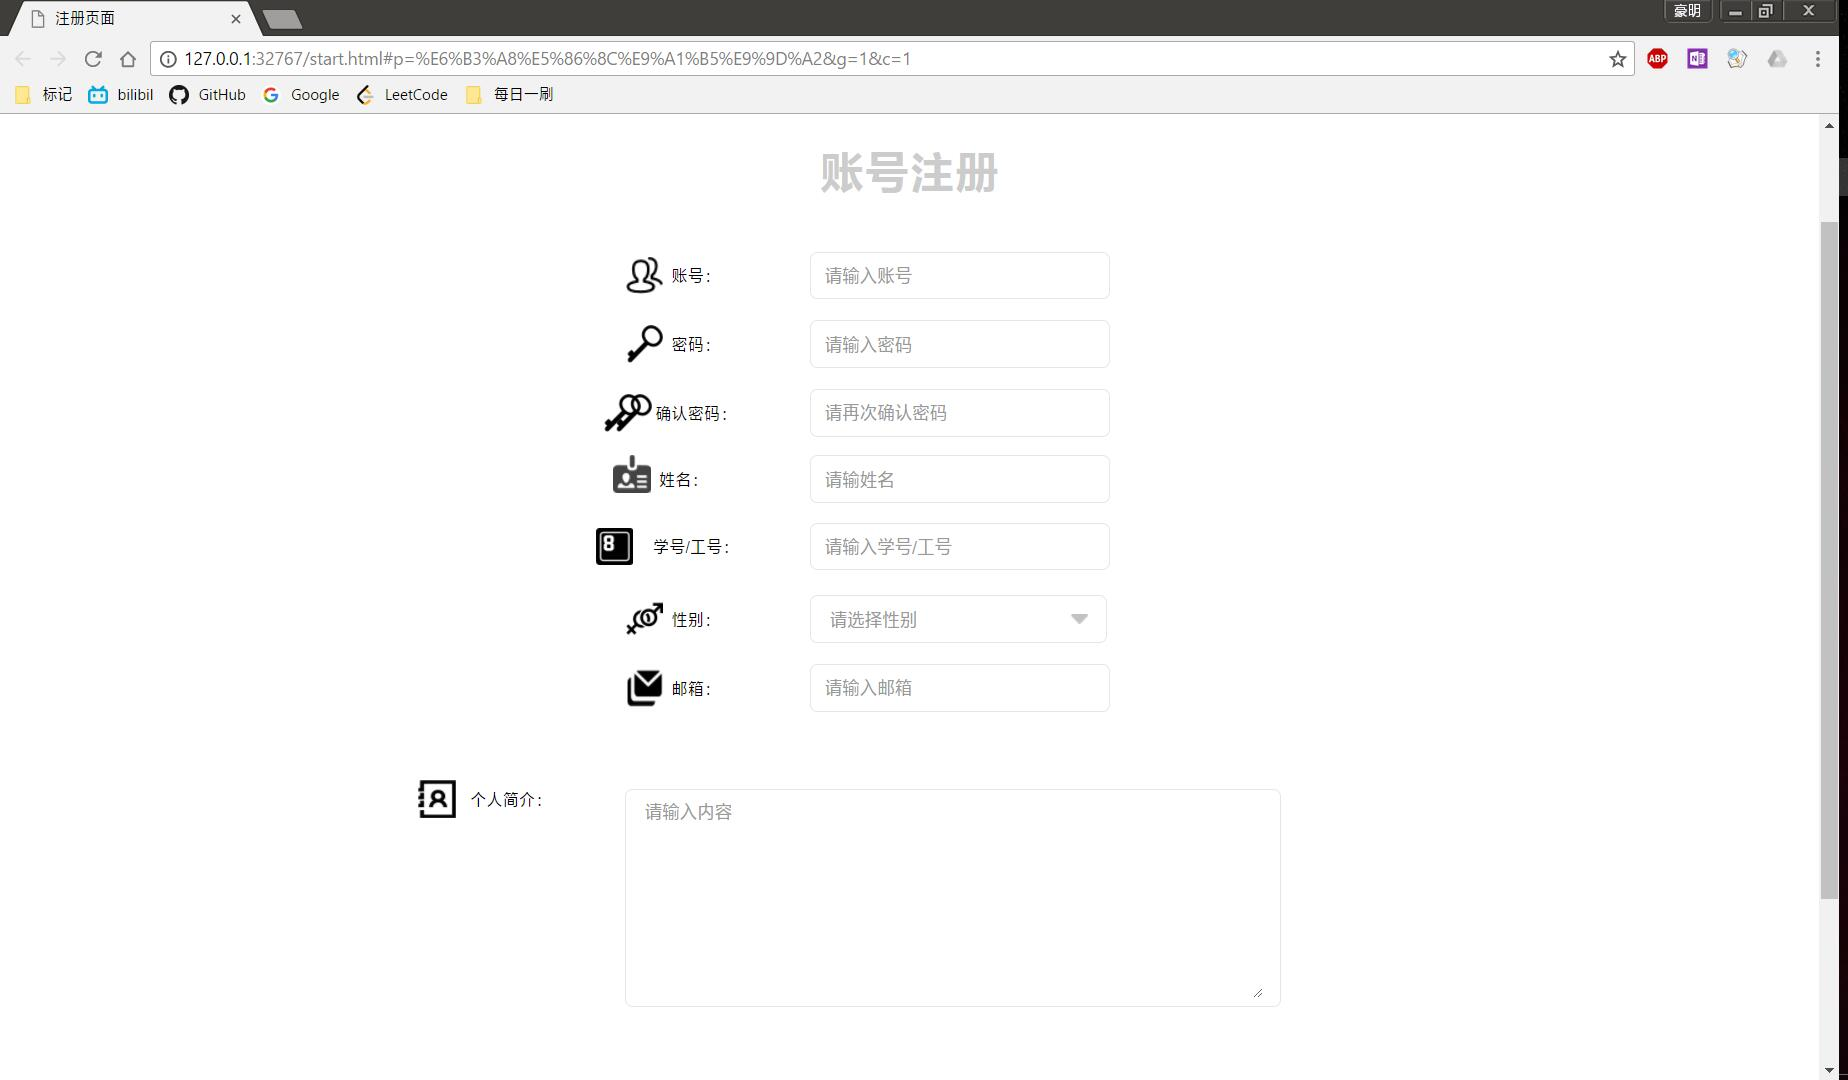 注册页面
豪明
127.0.0.1:32767/start.html#p=%E6%B3%A8%E5%86%8C%E9%A1%B5%E9%9D%A2&g=1&c=1
ABP
N
标记 bilibil GitHub Google LeetCode 每日一刷
账号注册
账号： 请输入账号
密码： 请输入密码
确认密码： 请再次确认密码
姓名： 请输姓名
8 学号/工号： 请输入学号/工号
性别： 请选择性别
邮箱： 请输入邮箱
个人简介： 请输入内容